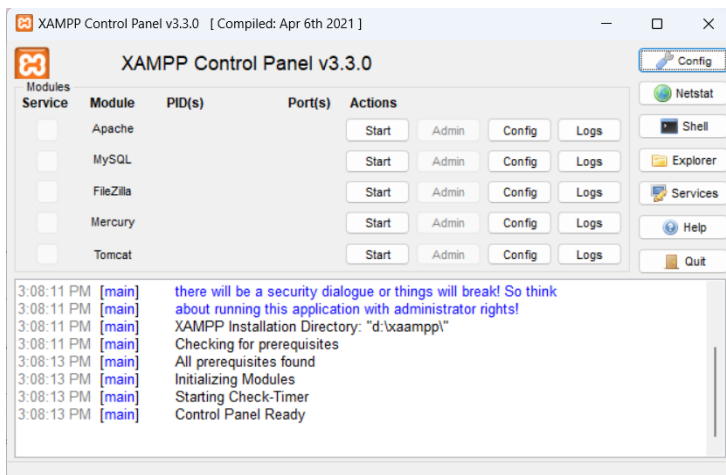 XAMPP Control Panel v3.3.0 [ Compiled: Apr 6th 2021 ]
XAMPP Control Panel v3.3.0
Config
Modules
Service Module PID(s) Port(s) Actions
Netstat
Apache Start Admin Config Logs
Shell
MySQL Start Admin Config Logs
Explorer
FileZilla Start Admin Config Logs
Services
Mercury Start Admin Config Logs
Help
Tomcat Start Admin Config Logs
Quit
3:08:11 PM [main] there will be a security dialogue or things will break! So think
3:08:11 PM [main] about running this application with administrator rights!
3:08:11 PM [main] XAMPP Installation Directory: "d:\xaampp\"
3:08:11 PM [main] Checking for prerequisites
3:08:13 PM [main] All prerequisites found
3:08:13 PM [main] Initializing Modules
3:08:13 PM [main] Starting Check-Timer
3:08:13 PM [main] Control Panel Ready